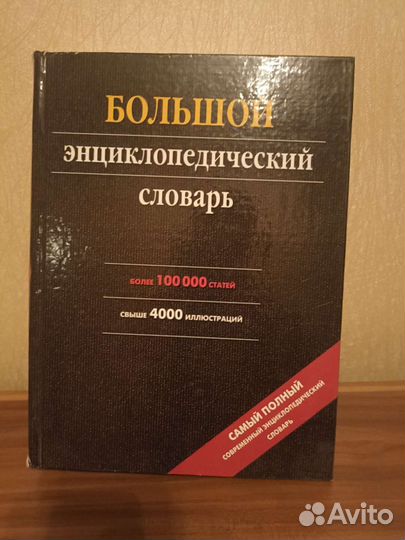 БОЛЬШОЙ
энциклопедический
словарь
БОЛЕЕ 100 000 СТАТЕЙ
СВЫШЕ 4000 ИЛЛЮСТРАЦИЙ
САМЫЙ ПОЛНЫЙ
СОВРЕМЕННЫЙ ЭНЦИКЛОПЕДИЧЕСКИЙ
СЛОВАРЬ
Avito